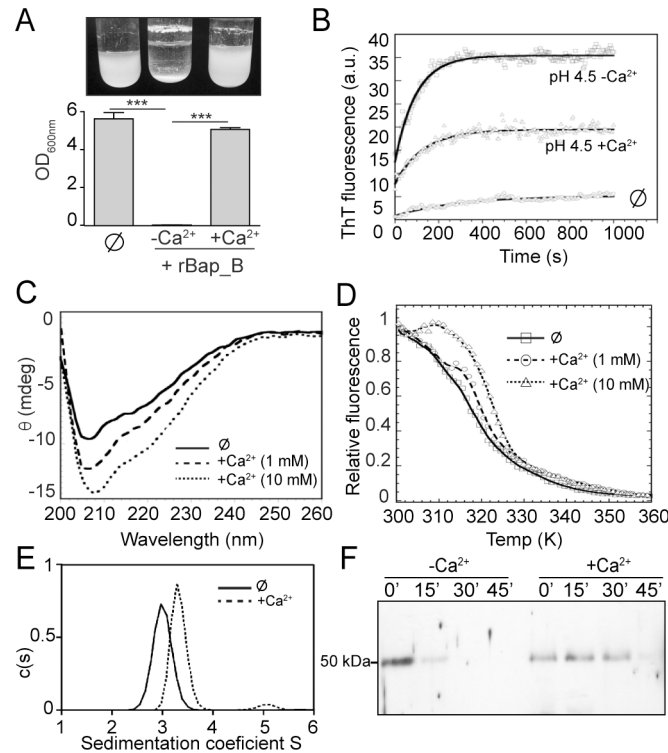 A
OD600nm
6
4
2
0
*** ***
∅ -Ca²⁺ +Ca²⁺
+ rBap_B
B
ThT fluorescence (a.u.)
35
30
25
20
15
10
5
pH 4.5 -Ca²⁺
pH 4.5 +Ca²⁺
∅
0 200 400 600 800 1000
Time (s)
C
θ (mdeg)
0
-5
-10
-15
∅
+Ca²⁺ (1 mM)
+Ca²⁺ (10 mM)
200 210 220 230 240 250 260
Wavelength (nm)
D
Relative fluorescence
1
0.8
0.6
0.4
0.2
0
∅
+Ca²⁺ (1 mM)
+Ca²⁺ (10 mM)
300 310 320 330 340 350 360
Temp (K)
E
c(s)
1
0.5
0
∅
+Ca²⁺
1 2 3 4 5 6
Sedimentation coeficient S
F
-Ca²⁺ +Ca²⁺
0’ 15’ 30’ 45’ 0’ 15’ 30’ 45’
50 kDa